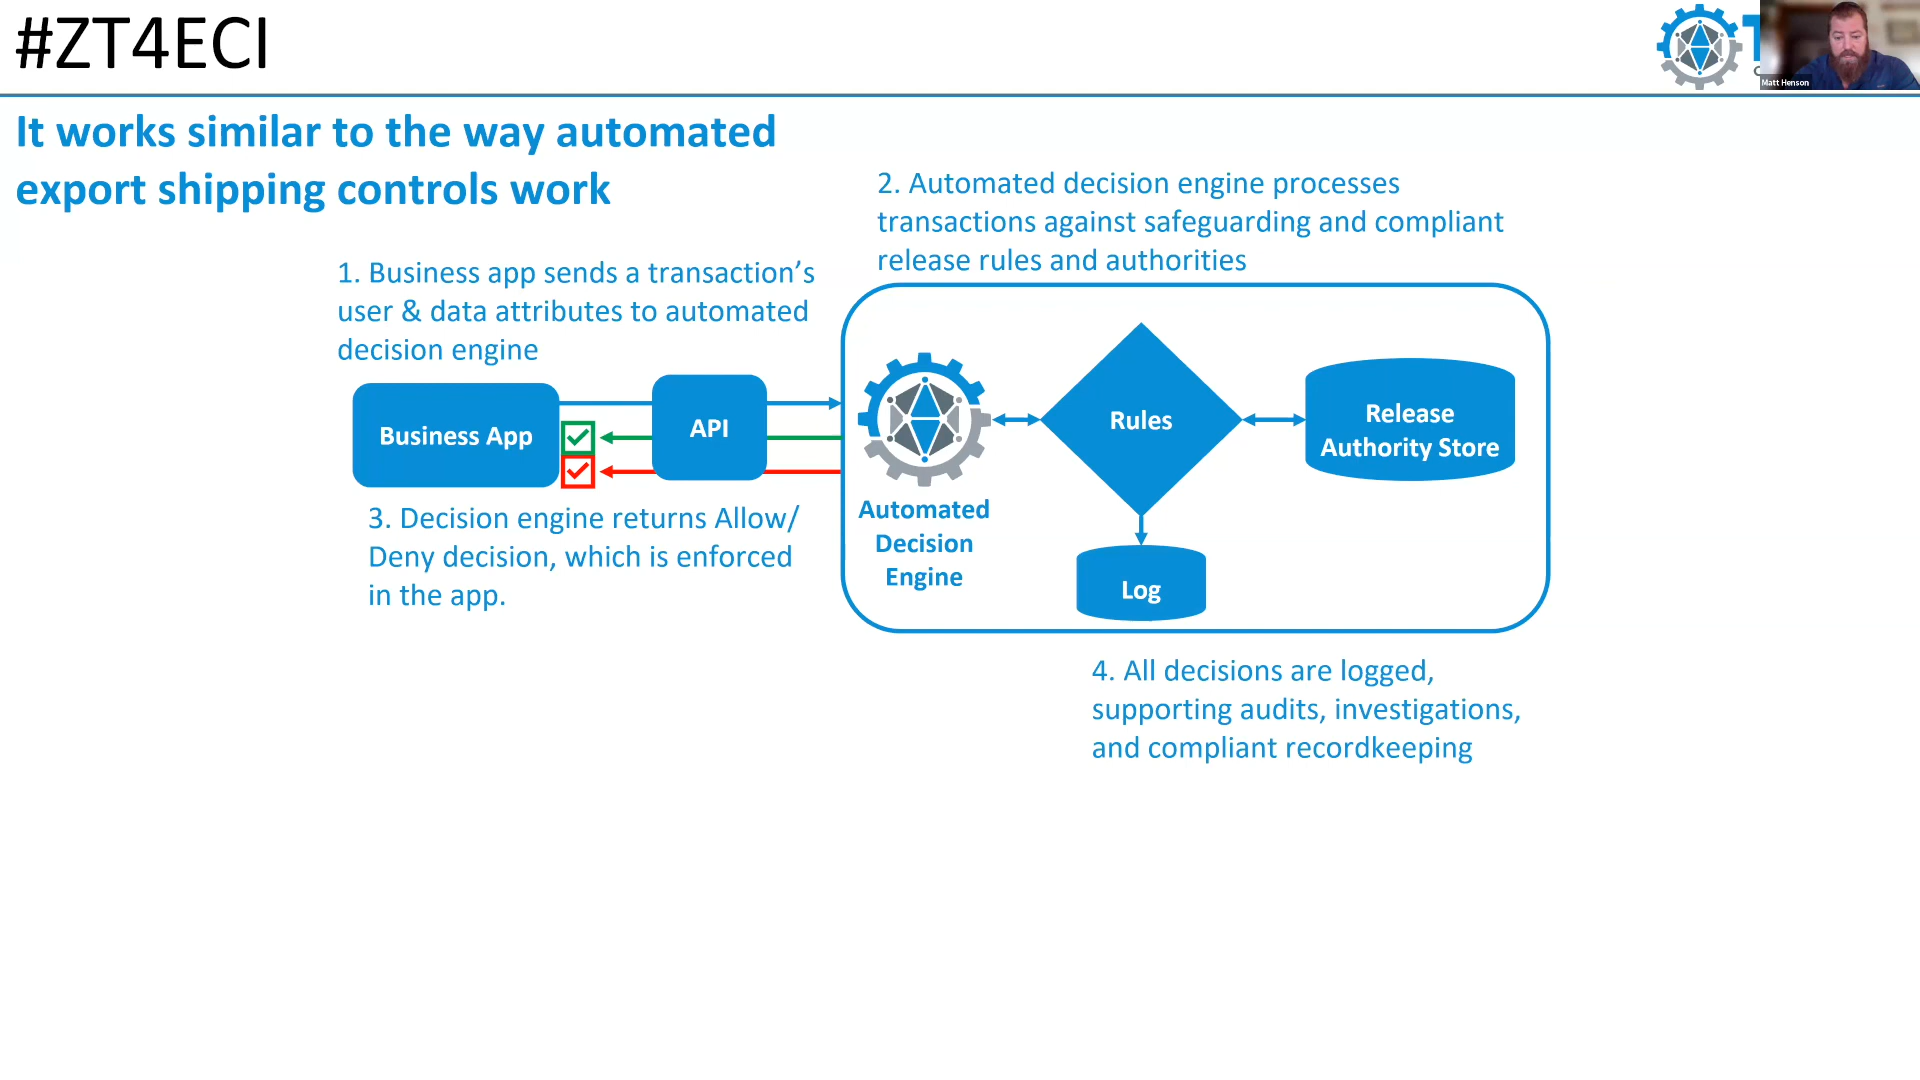 #ZT4ECI
Matt Henson
It works similar to the way automated
export shipping controls work
2. Automated decision engine processes
transactions against safeguarding and compliant
release rules and authorities
1. Business app sends a transaction’s
user & data attributes to automated
decision engine
Business App
API
Rules
Release
Authority Store
3. Decision engine returns Allow/
Deny decision, which is enforced
in the app.
Automated
Decision
Engine
Log
4. All decisions are logged,
supporting audits, investigations,
and compliant recordkeeping